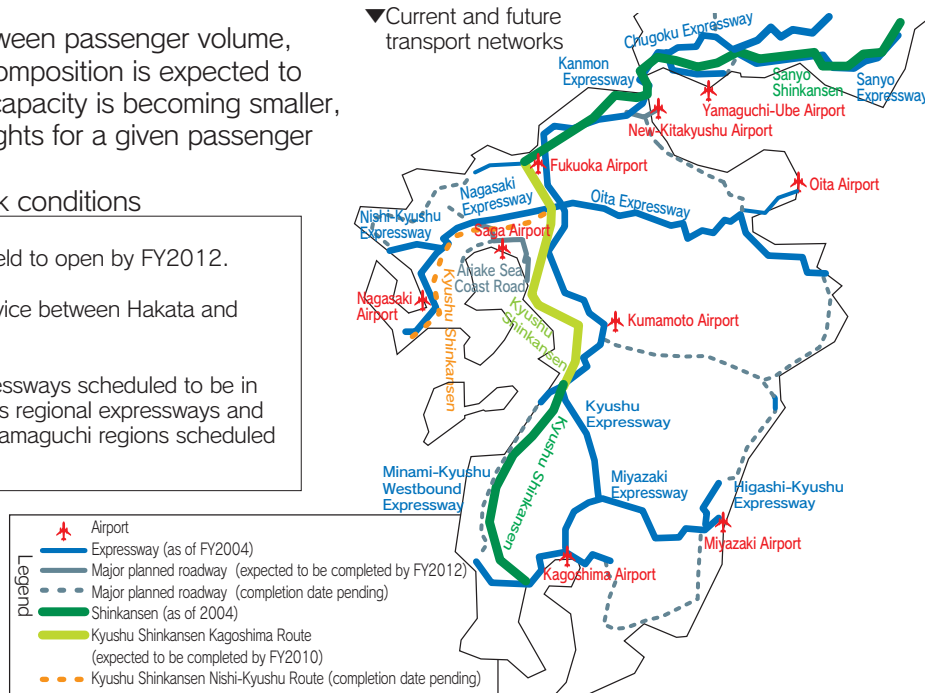 ween passenger volume,
omposition is expected to
capacity is becoming smaller,
ghts for a given passenger
k conditions
eld to open by FY2012.
vice between Hakata and
essways scheduled to be in
s regional expressways and
amaguchi regions scheduled
▼Current and future
transport networks
Chugoku Expressway
Kanmon
Expressway
Sanyo
Shinkansen
Sanyo
Expressway
Yamaguchi-Ube Airport
New-Kitakyushu Airport
Fukuoka Airport
Nagasaki
Expressway
Oita Airport
Oita Expressway
Nishi-Kyushu
Expressway
Saga Airport
Ariake Sea
Coast Road
Nagasaki
Airport
Kyushu Shinkansen
Kyushu
Shinkansen
Kumamoto Airport
Kyushu
Expressway
Kyushu Shinkansen
Minami-Kyushu
Westbound
Expressway
Miyazaki
Expressway
Higashi-Kyushu
Expressway
Miyazaki Airport
Kagoshima Airport
Legend
Airport
Expressway (as of FY2004)
Major planned roadway (expected to be completed by FY2012)
Major planned roadway (completion date pending)
Shinkansen (as of 2004)
Kyushu Shinkansen Kagoshima Route
(expected to be completed by FY2010)
Kyushu Shinkansen Nishi-Kyushu Route (completion date pending)